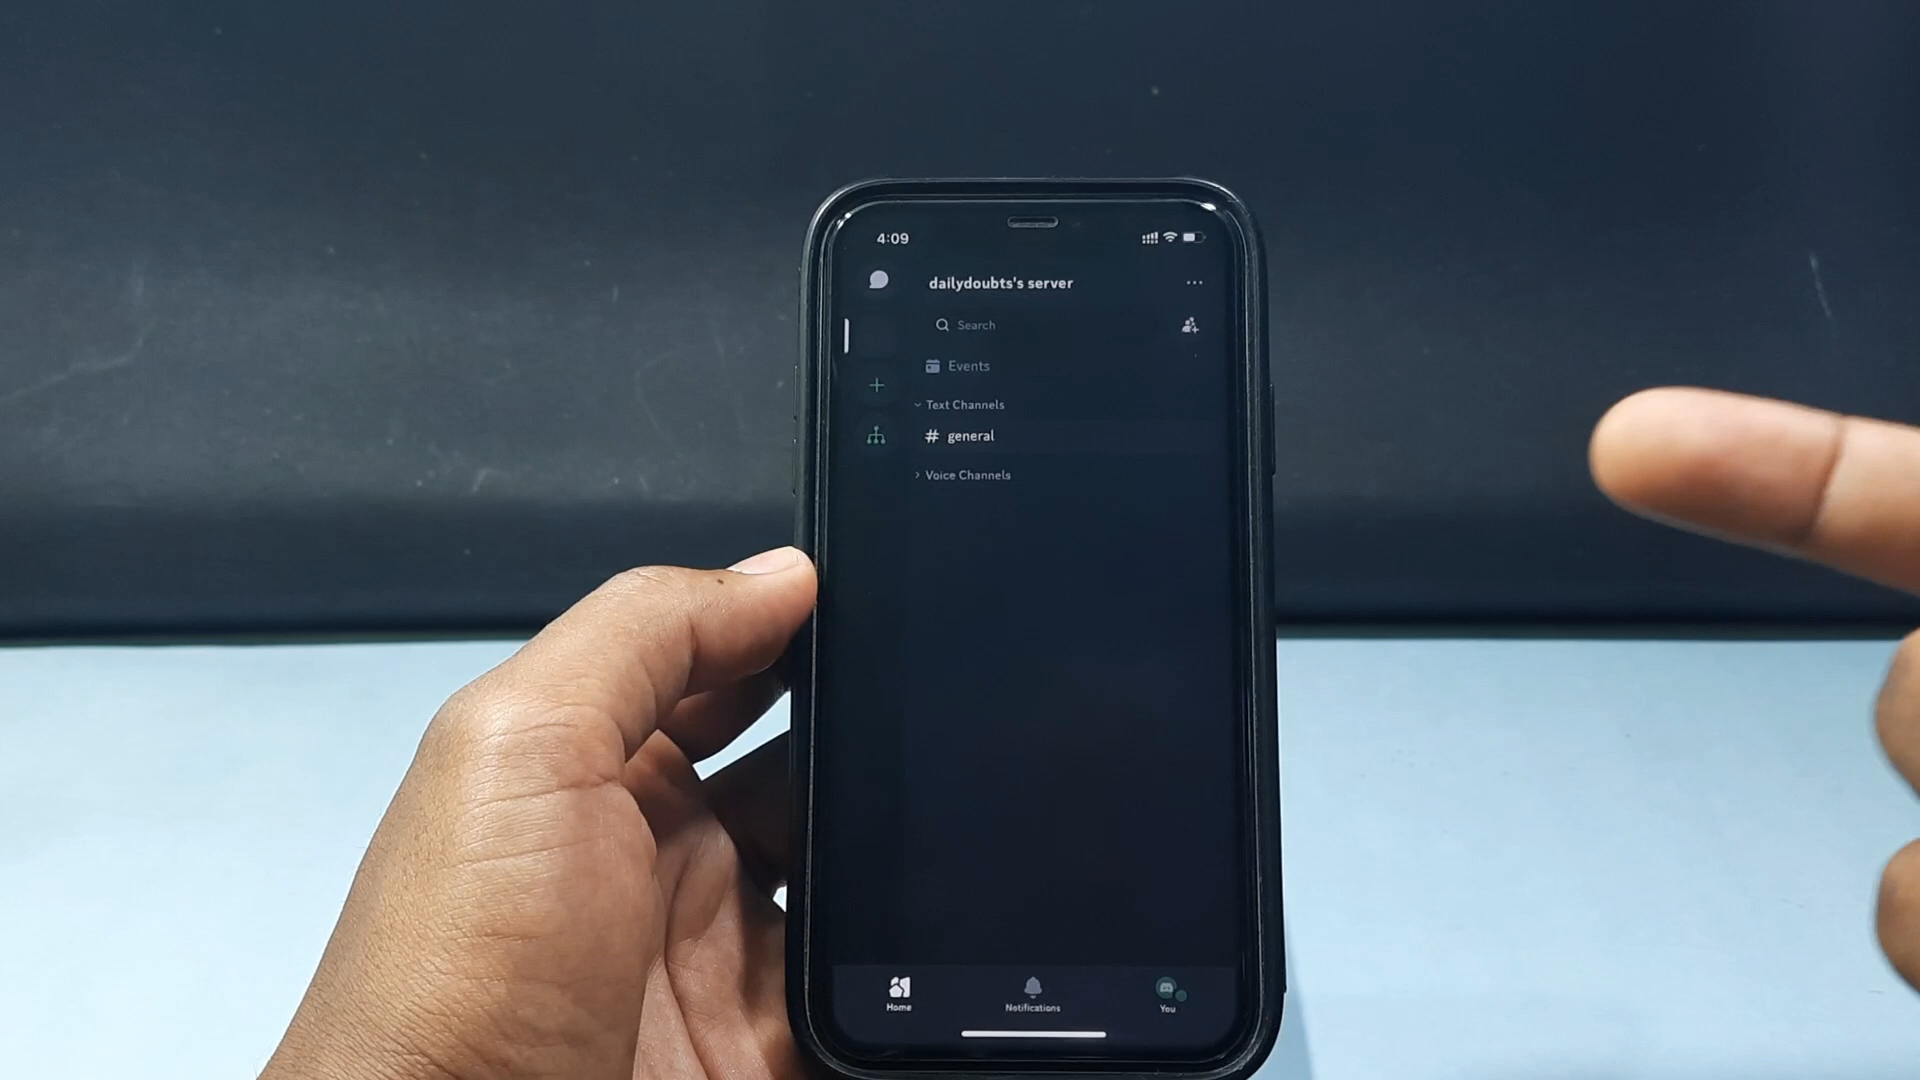 4:09
dailydoubts's server
Search
Events
Text Channels
# general
Voice Channels
Home
Notifications
You